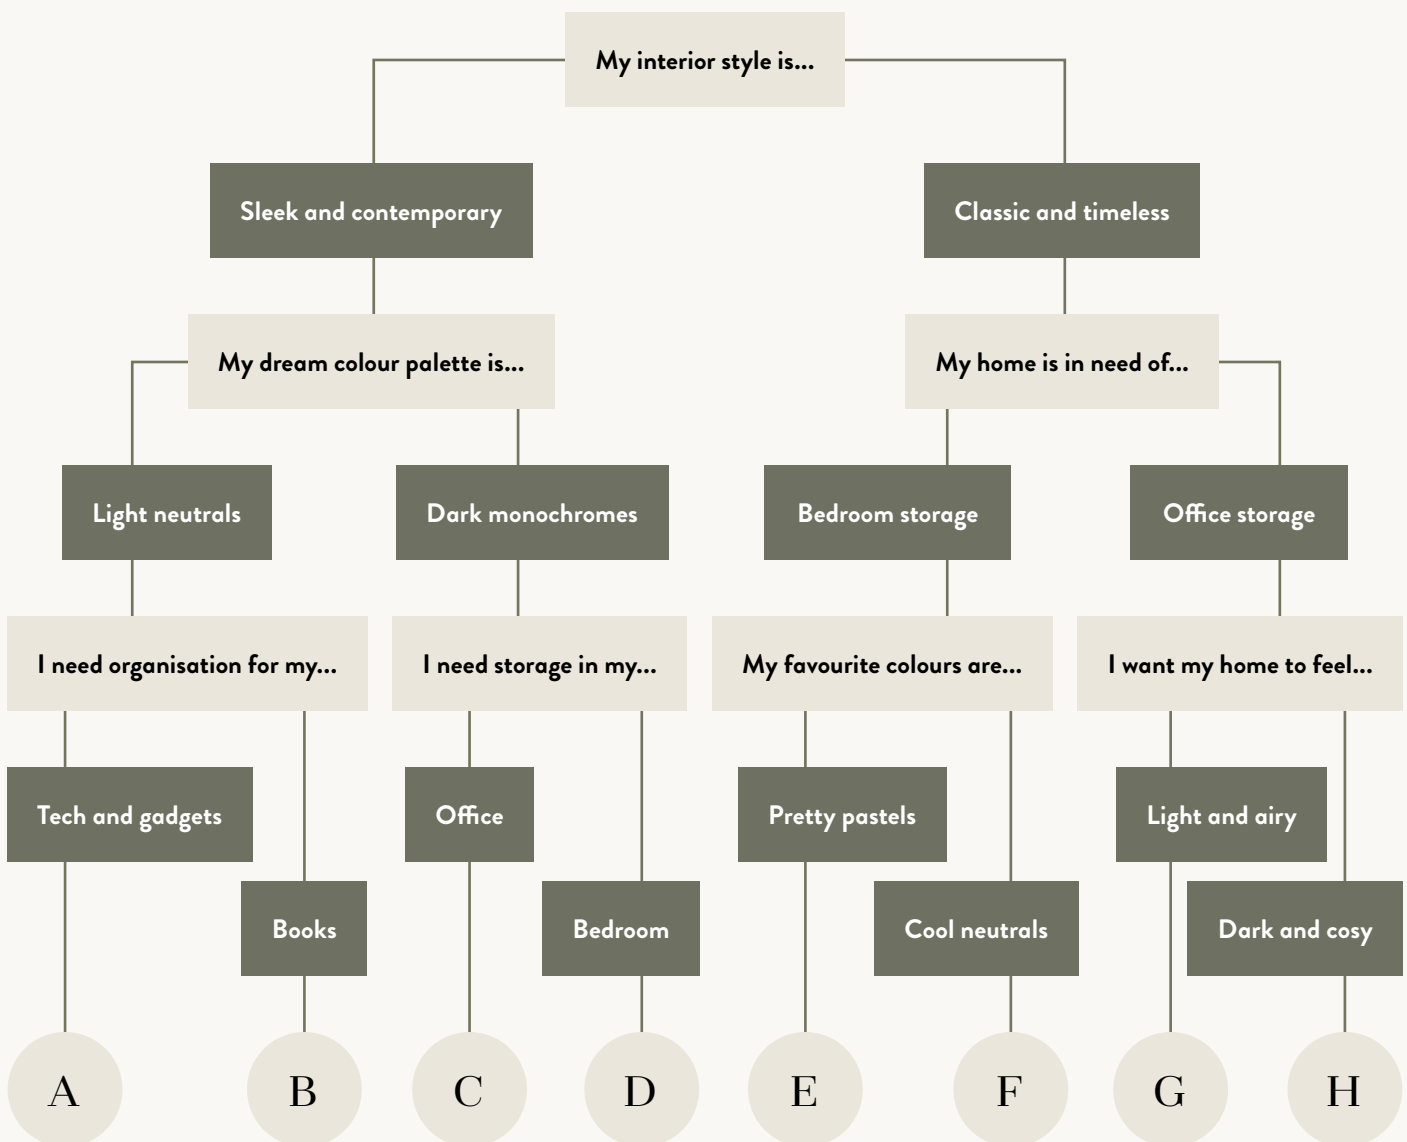 My interior style is...
Sleek and contemporary
Classic and timeless
My dream colour palette is...
My home is in need of...
Light neutrals
Dark monochromes
Bedroom storage
Office storage
I need organisation for my...
I need storage in my...
My favourite colours are...
I want my home to feel...
Tech and gadgets
Office
Pretty pastels
Light and airy
Books
Bedroom
Cool neutrals
Dark and cosy
A
B
C
D
E
F
G
H